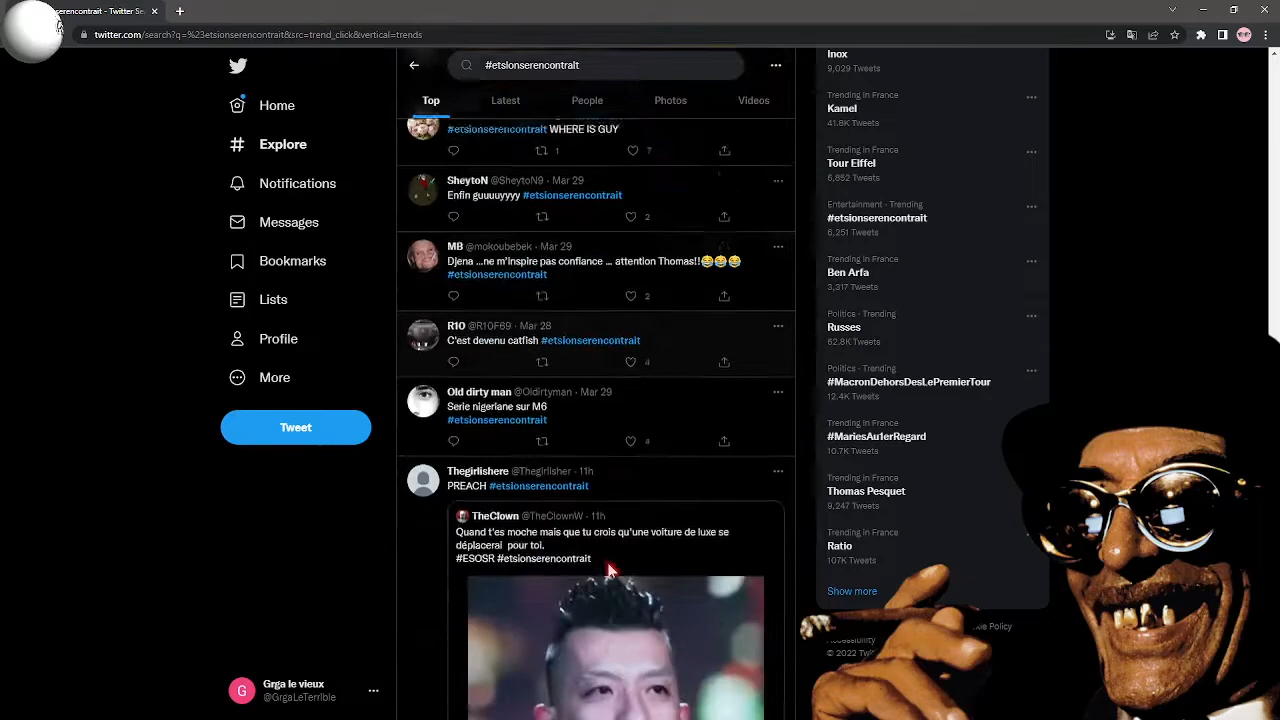 erencontrait - Twitter Se
twitter.com/search?q=%23etsionserencontrait&src=trend_click&vertical=trends
Home
Explore
Notifications
Messages
Bookmarks
Lists
Profile
More
Tweet
G
Grga le vieux
@GrgaLeTerrible
#etsionserencontrait
Top
Latest
People
Photos
Videos
#etsionserencontrait WHERE IS GUY
1
7
SheytoN @SheytoN9 · Mar 29
Enfin guuuuyyyy #etsionserencontrait
2
MB @mokoubebek · Mar 29
Djena ...ne m'inspire pas confiance ... attention Thomas!!😂😂😂
#etsionserencontrait
2
R10 @R10F69 · Mar 28
C'est devenu catfish #etsionserencontrait
4
Old dirty man @Oldirtyman · Mar 29
Serie nigeriane sur M6
#etsionserencontrait
4
Thegirlishere @Thegirlisher · 11h
PREACH #etsionserencontrait
TheClown @TheClownW · 11h
Quand t'es moche mais que tu crois qu'une voiture de luxe se
déplacerai pour toi.
#ESOSR #etsionserencontrait
Inox
9,029 Tweets
Trending in France
Kamel
41.8K Tweets
Trending in France
Tour Eiffel
6,852 Tweets
Entertainment · Trending
#etsionserencontrait
6,251 Tweets
Trending in France
Ben Arfa
3,317 Tweets
Politics · Trending
Russes
62.8K Tweets
Politics · Trending
#MacronDehorsDesLePremierTour
12.4K Tweets
Trending in France
#MariesAu1erRegard
10.7K Tweets
Trending in France
Thomas Pesquet
9,247 Tweets
Trending in France
Ratio
107K Tweets
Show more
Policy
Accessibility
© 2022